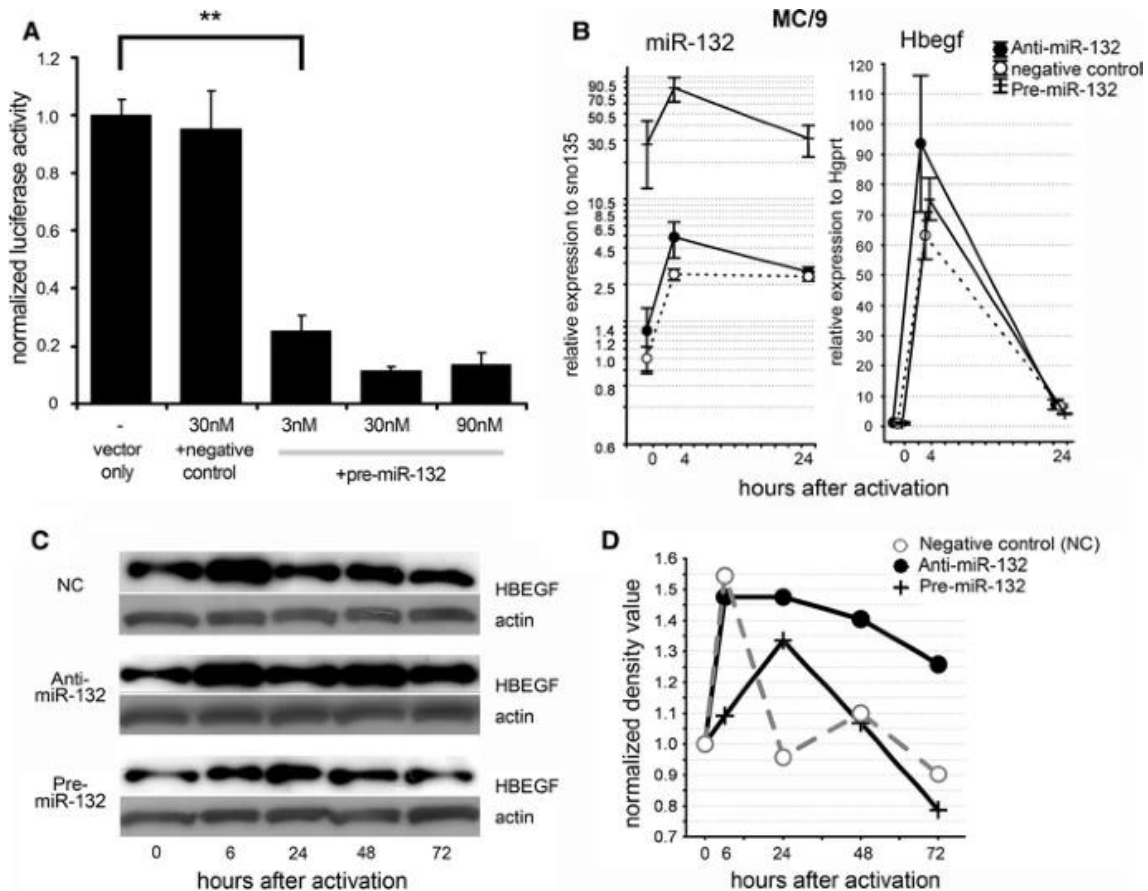 A
**
normalized luciferase activity
1.2
1.0
0.8
0.6
0.4
0.2
0
-
30nM
3nM
30nM
90nM
vector
only
+negative
control
+pre-miR-132
B
MC/9
miR-132
Hbegf
Anti-miR-132
negative control
Pre-miR-132
relative expression to sno135
90.5
70.5
50.5
30.5
10.5
8.5
6.5
4.5
2.5
1.4
1.2
1.0
0.8
0.6
0
4
24
relative expression to Hgprt
120
110
100
90
80
70
60
50
40
30
20
10
0
0
4
24
hours after activation
C
NC
HBEGF
actin
Anti-
miR-132
HBEGF
actin
Pre-
miR-132
HBEGF
actin
0
6
24
48
72
hours after activation
D
Negative control (NC)
Anti-miR-132
Pre-miR-132
normalized density value
1.6
1.5
1.4
1.3
1.2
1.1
1.0
0.9
0.8
0.7
0
6
24
48
72
hours after activation